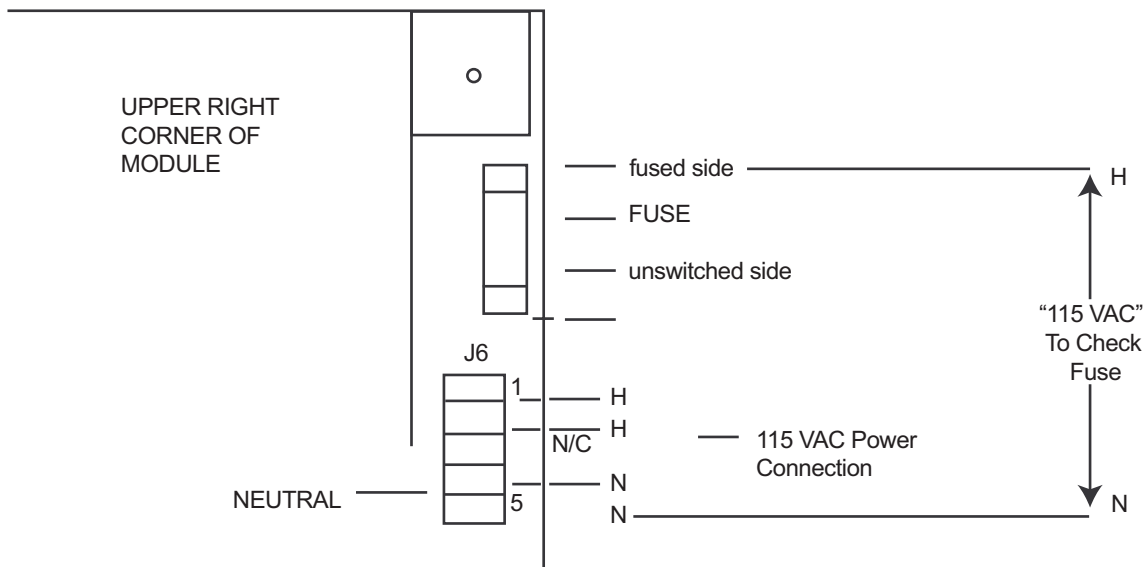 UPPER RIGHT
CORNER OF
MODULE
fused side
FUSE
unswitched side
H
“115 VAC”
To Check
Fuse
N
J6
1
5
H
H
N/C
N
N
115 VAC Power
Connection
NEUTRAL